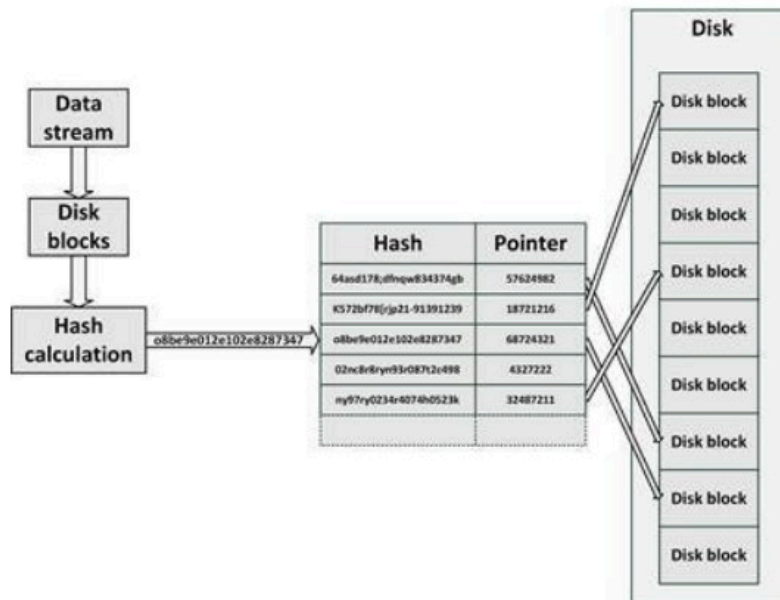 Disk
Data
stream
Disk
blocks
Hash
calculation
o8be9e012e102e8287347
Hash Pointer
64asd178;dfnqw834374gb 57624982
K572bf78[rjp21-91391239 18721216
o8be9e012e102e8287347 68724321
02nc8r8ryn93r087t2c498 4327222
ny97ry0234r4074h0523k 32487211
Disk block
Disk block
Disk block
Disk block
Disk block
Disk block
Disk block
Disk block
Disk block